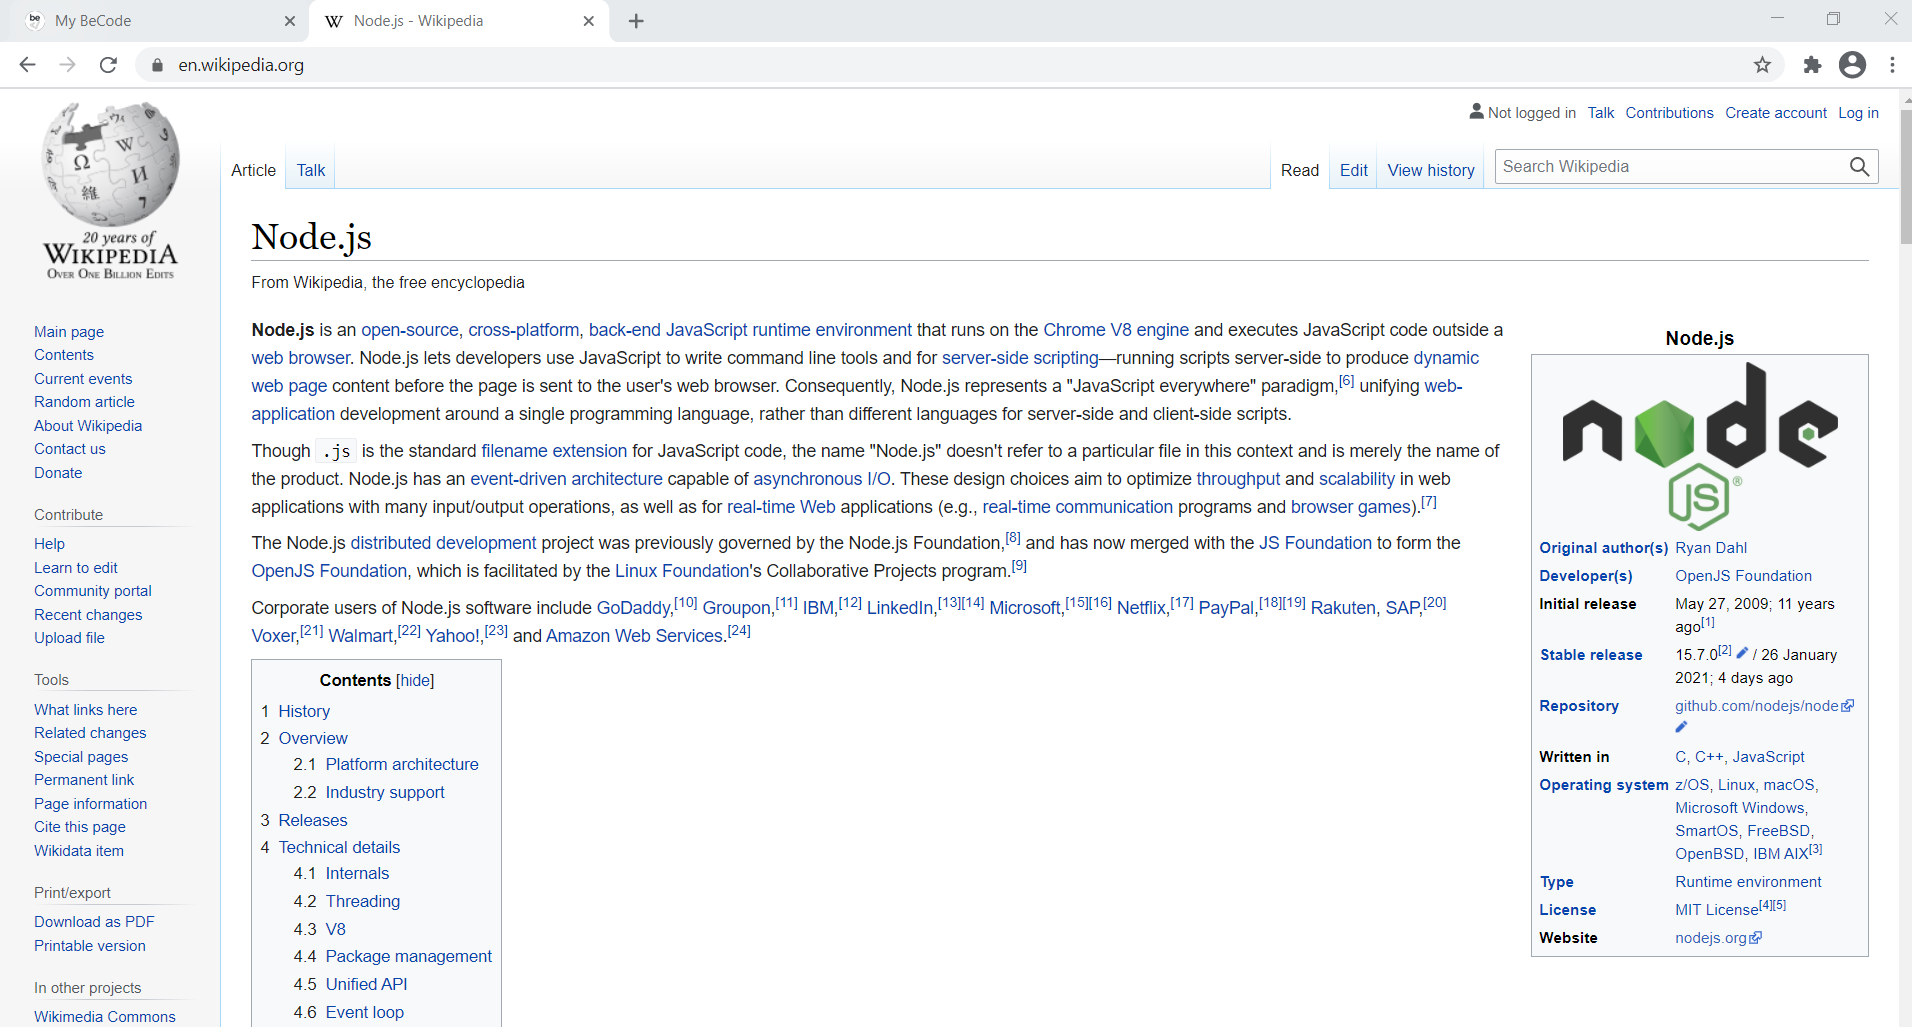 My BeCode
Node.js - Wikipedia
en.wikipedia.org
Not logged in Talk Contributions Create account Log in
Article Talk
Read Edit View history
Search Wikipedia
20 years of
WIKIPEDIA
OVER ONE BILLION EDITS
Main page
Contents
Current events
Random article
About Wikipedia
Contact us
Donate
Contribute
Help
Learn to edit
Community portal
Recent changes
Upload file
Tools
What links here
Related changes
Special pages
Permanent link
Page information
Cite this page
Wikidata item
Print/export
Download as PDF
Printable version
In other projects
Wikimedia Commons
Node.js
From Wikipedia, the free encyclopedia
Node.js is an open-source, cross-platform, back-end JavaScript runtime environment that runs on the Chrome V8 engine and executes JavaScript code outside a
web browser. Node.js lets developers use JavaScript to write command line tools and for server-side scripting—running scripts server-side to produce dynamic
web page content before the page is sent to the user's web browser. Consequently, Node.js represents a "JavaScript everywhere" paradigm,[6] unifying web-
application development around a single programming language, rather than different languages for server-side and client-side scripts.
Though .js is the standard filename extension for JavaScript code, the name "Node.js" doesn't refer to a particular file in this context and is merely the name of
the product. Node.js has an event-driven architecture capable of asynchronous I/O. These design choices aim to optimize throughput and scalability in web
applications with many input/output operations, as well as for real-time Web applications (e.g., real-time communication programs and browser games).[7]
The Node.js distributed development project was previously governed by the Node.js Foundation,[8] and has now merged with the JS Foundation to form the
OpenJS Foundation, which is facilitated by the Linux Foundation's Collaborative Projects program.[9]
Corporate users of Node.js software include GoDaddy,[10] Groupon,[11] IBM,[12] LinkedIn,[13][14] Microsoft,[15][16] Netflix,[17] PayPal,[18][19] Rakuten, SAP,[20]
Voxer,[21] Walmart,[22] Yahoo!,[23] and Amazon Web Services.[24]
Contents [hide]
1 History
2 Overview
2.1 Platform architecture
2.2 Industry support
3 Releases
4 Technical details
4.1 Internals
4.2 Threading
4.3 V8
4.4 Package management
4.5 Unified API
4.6 Event loop
Node.js
node
JS®
Original author(s) Ryan Dahl
Developer(s) OpenJS Foundation
Initial release May 27, 2009; 11 years
ago[1]
Stable release 15.7.0[2] / 26 January
2021; 4 days ago
Repository github.com/nodejs/node
Written in C, C++, JavaScript
Operating system z/OS, Linux, macOS,
Microsoft Windows,
SmartOS, FreeBSD,
OpenBSD, IBM AIX[3]
Type Runtime environment
License MIT License[4][5]
Website nodejs.org